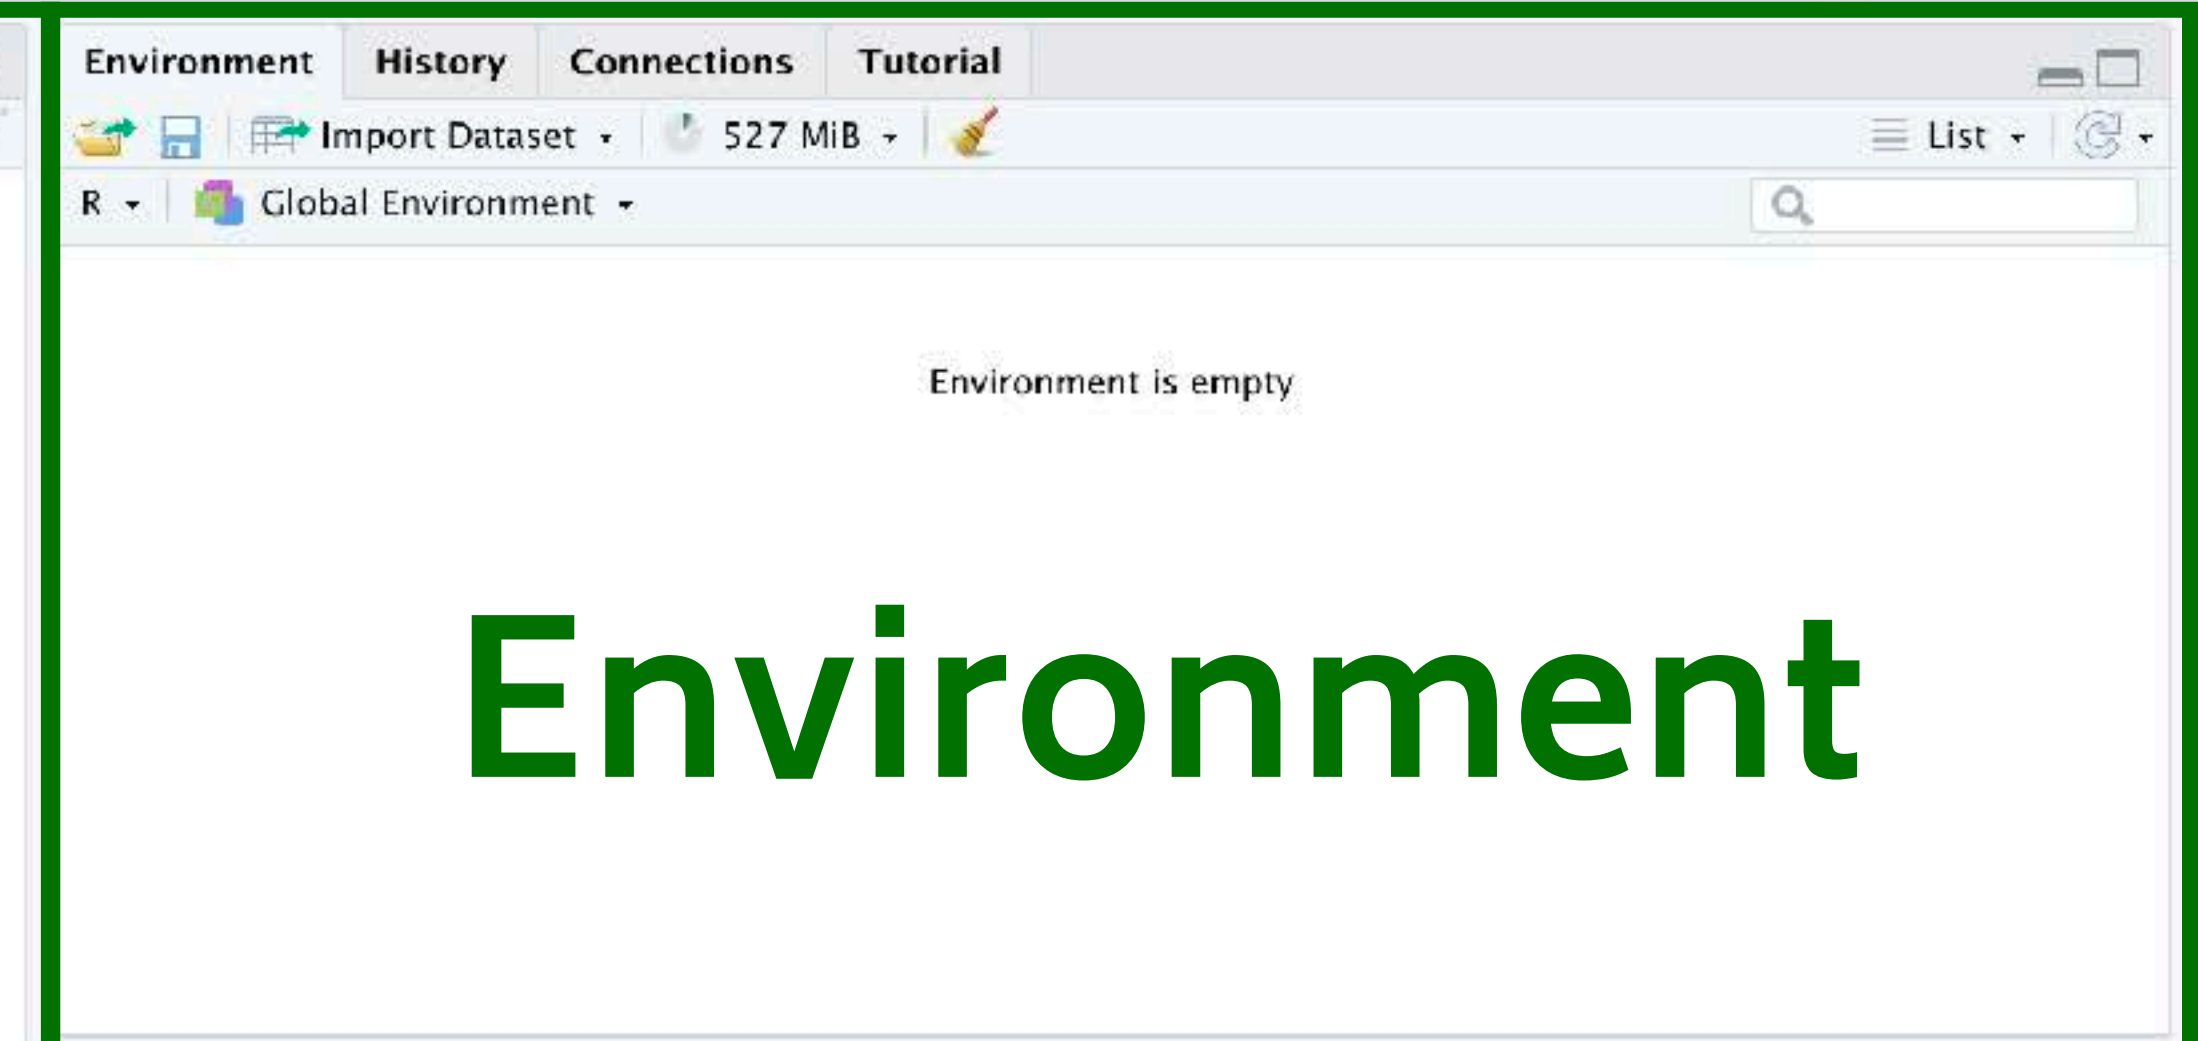 Environment History Connections Tutorial
Import Dataset 527 MiB List
R Global Environment
Environment is empty
Environment